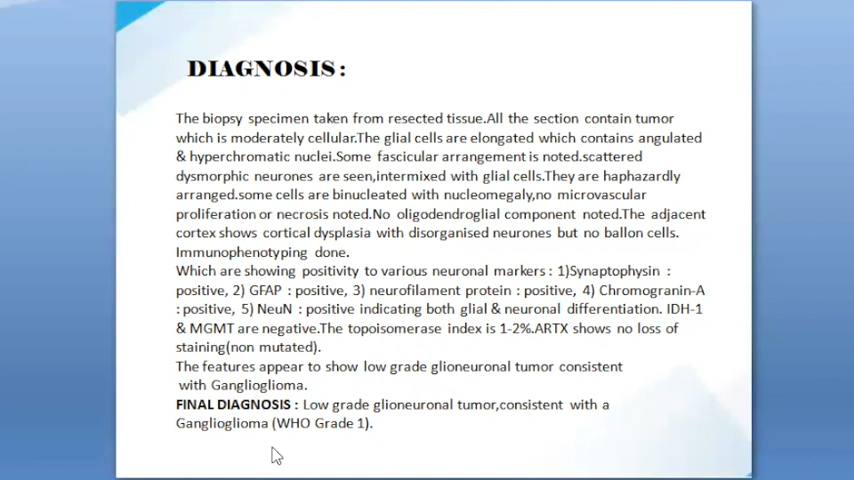 DIAGNOSIS :
The biopsy specimen taken from resected tissue.All the section contain tumor
which is moderately cellular.The glial cells are elongated which contains angulated
& hyperchromatic nuclei.Some fascicular arrangement is noted.scattered
dysmorphic neurones are seen,intermixed with glial cells.They are haphazardly
arranged.some cells are binucleated with nucleomegaly,no microvascular
proliferation or necrosis noted.No oligodendroglial component noted.The adjacent
cortex shows cortical dysplasia with disorganised neurones but no ballon cells.
Immunophenotyping done.
Which are showing positivity to various neuronal markers : 1)Synaptophysin :
positive, 2) GFAP : positive, 3) neurofilament protein : positive, 4) Chromogranin-A
: positive, 5) NeuN : positive indicating both glial & neuronal differentiation. IDH-1
& MGMT are negative.The topoisomerase index is 1-2%.ARTX shows no loss of
staining(non mutated).
The features appear to show low grade glioneuronal tumor consistent
with Ganglioglioma.
FINAL DIAGNOSIS : Low grade glioneuronal tumor,consistent with a
Ganglioglioma (WHO Grade 1).